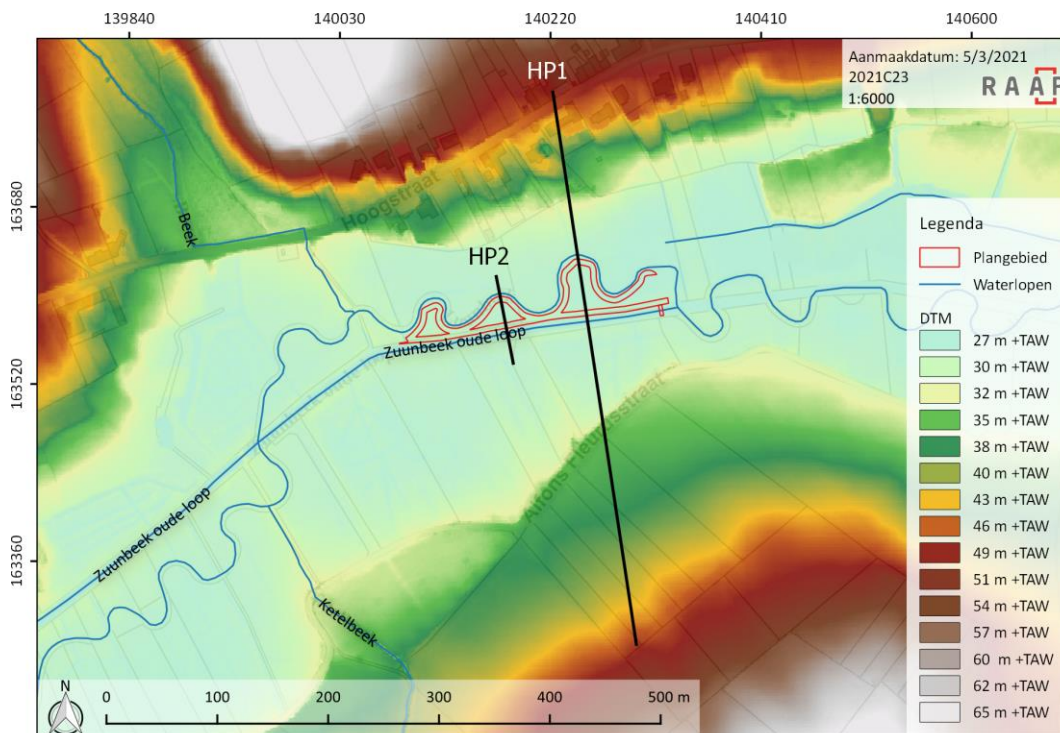 139840 140030 140220 140410 140600
Aanmaakdatum: 5/3/2021
2021C23
1:6000
RAAP
HP1
163680
Hoogstraat
Beek
HP2
Legenda
Plangebied
Waterlopen
DTM
27 m +TAW
30 m +TAW
32 m +TAW
35 m +TAW
38 m +TAW
40 m +TAW
43 m +TAW
46 m +TAW
49 m +TAW
51 m +TAW
54 m +TAW
57 m +TAW
60 m +TAW
62 m +TAW
65 m +TAW
Zuunbeek oude loop
163520
Zuunbeek oude loop
163360
Ketelbeek
N
0 100 200 300 400 500 m